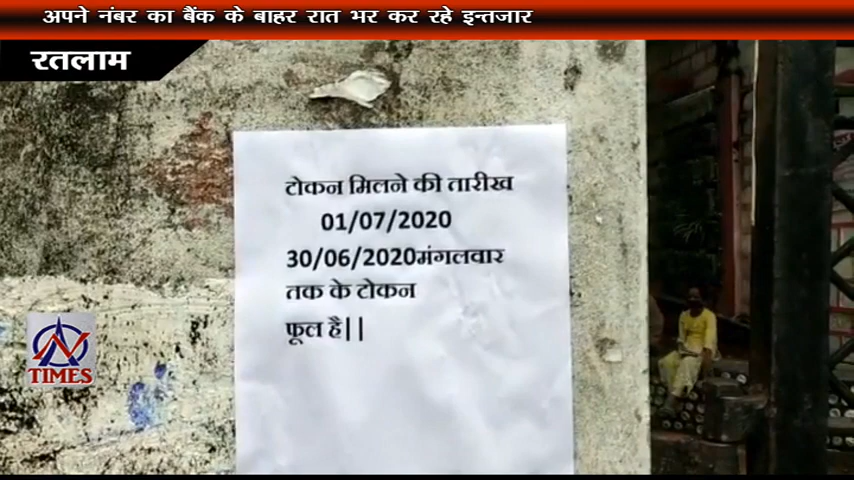 अपने नंबर का बैंक के बाहर रात भर कर रहे इन्तजार
रतलाम
टोकन मिलने की तारीख
01/07/2020
30/06/2020मंगलवार
तक के टोकन
फूल है||
AV
TIMES